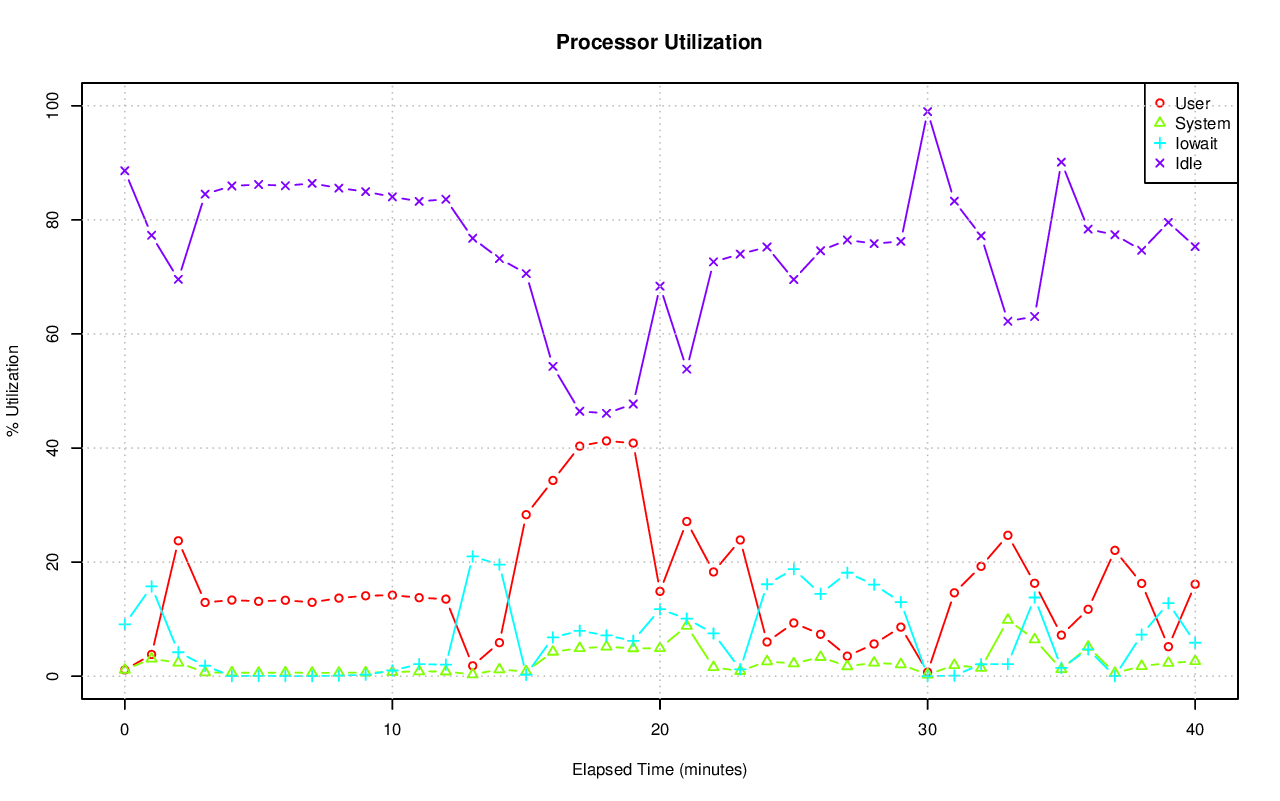 Processor Utilization
User
System
Iowait
Idle
% Utilization
100
80
60
40
20
0
0 10 20 30 40
Elapsed Time (minutes)